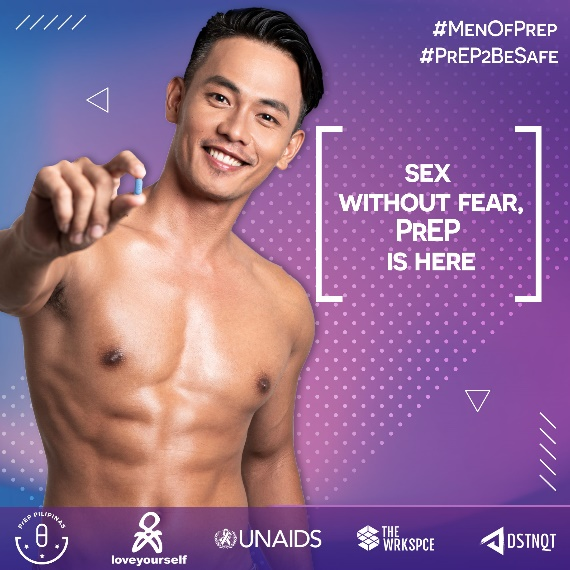 #MENOFPREP
#PREP2BESAFE
SEX
WITHOUT FEAR,
PrEP
IS HERE
PrEP PILIPINAS
loveyourself
UNAIDS
THE
WRKSPCE
DSTNQT